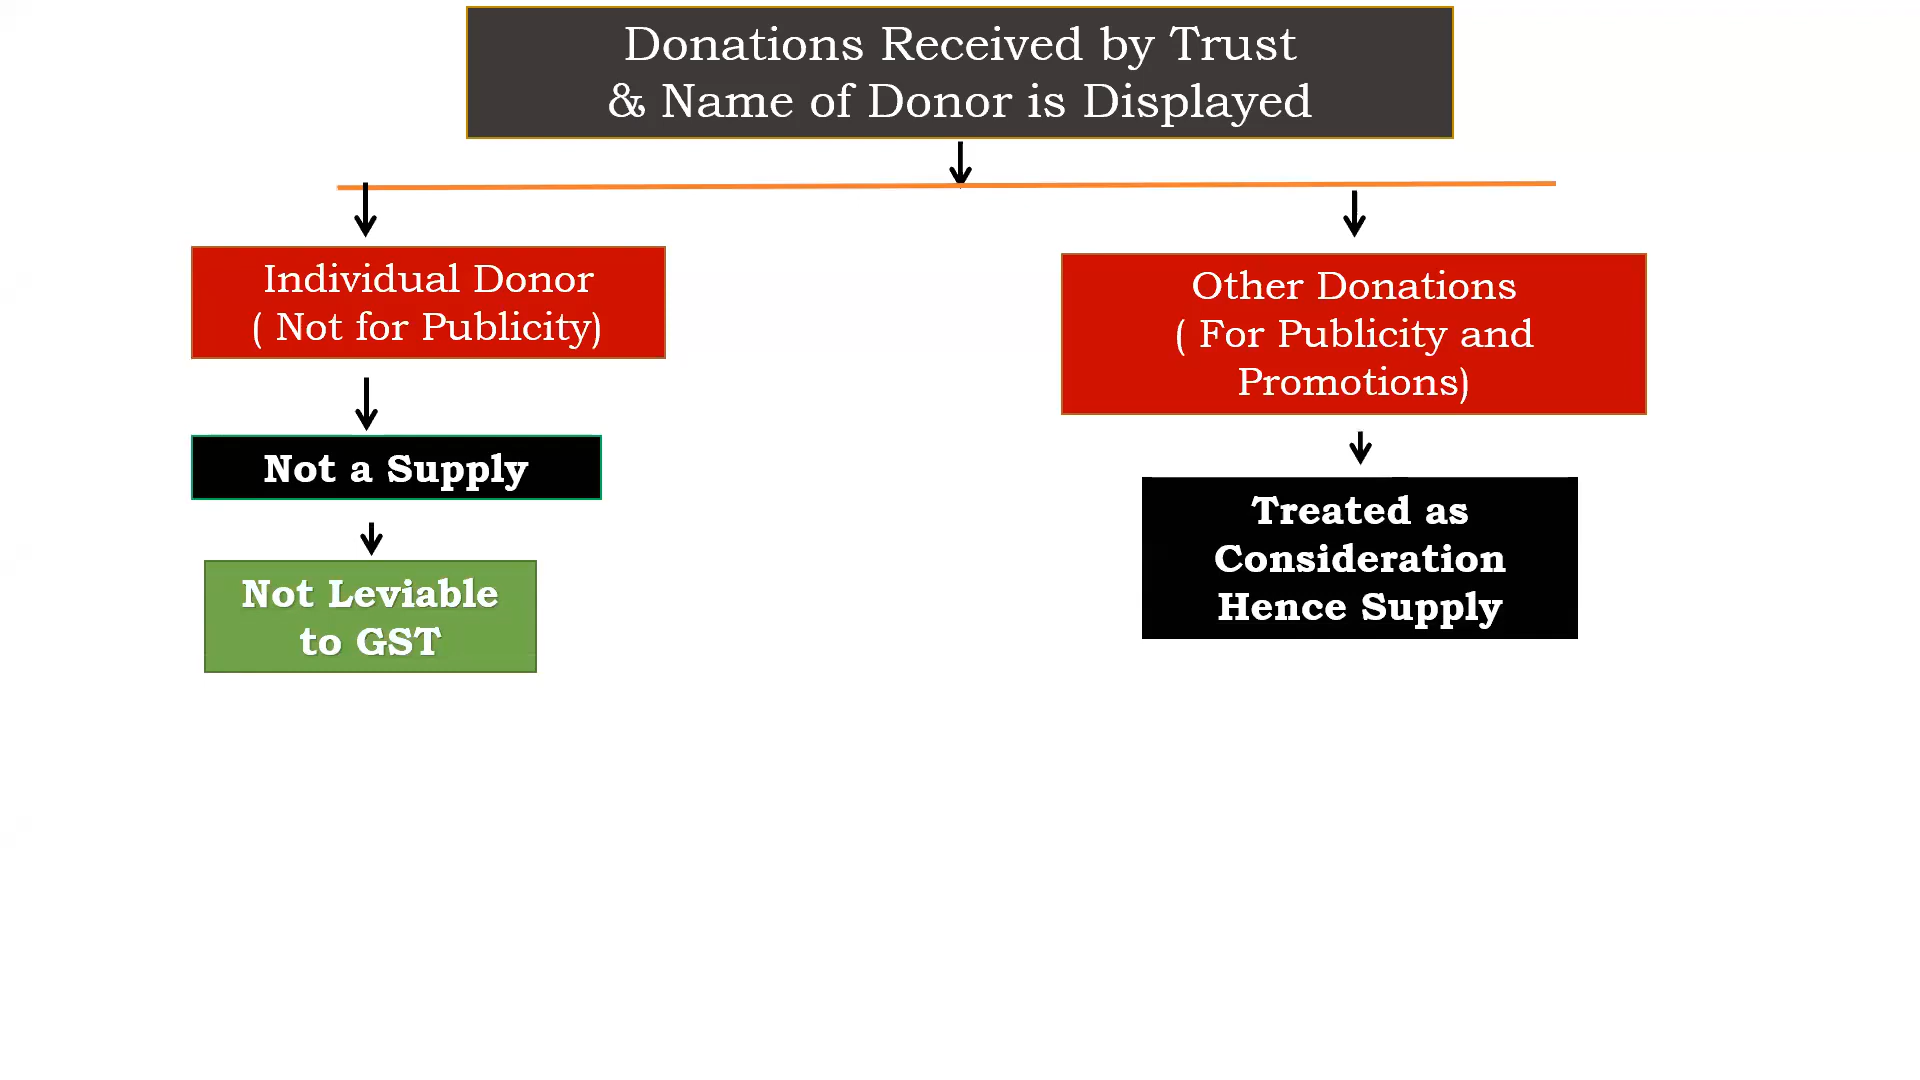 Donations Received by Trust
& Name of Donor is Displayed
Individual Donor
( Not for Publicity)
Not a Supply
Not Leviable
to GST
Other Donations
( For Publicity and
Promotions)
Treated as
Consideration
Hence Supply